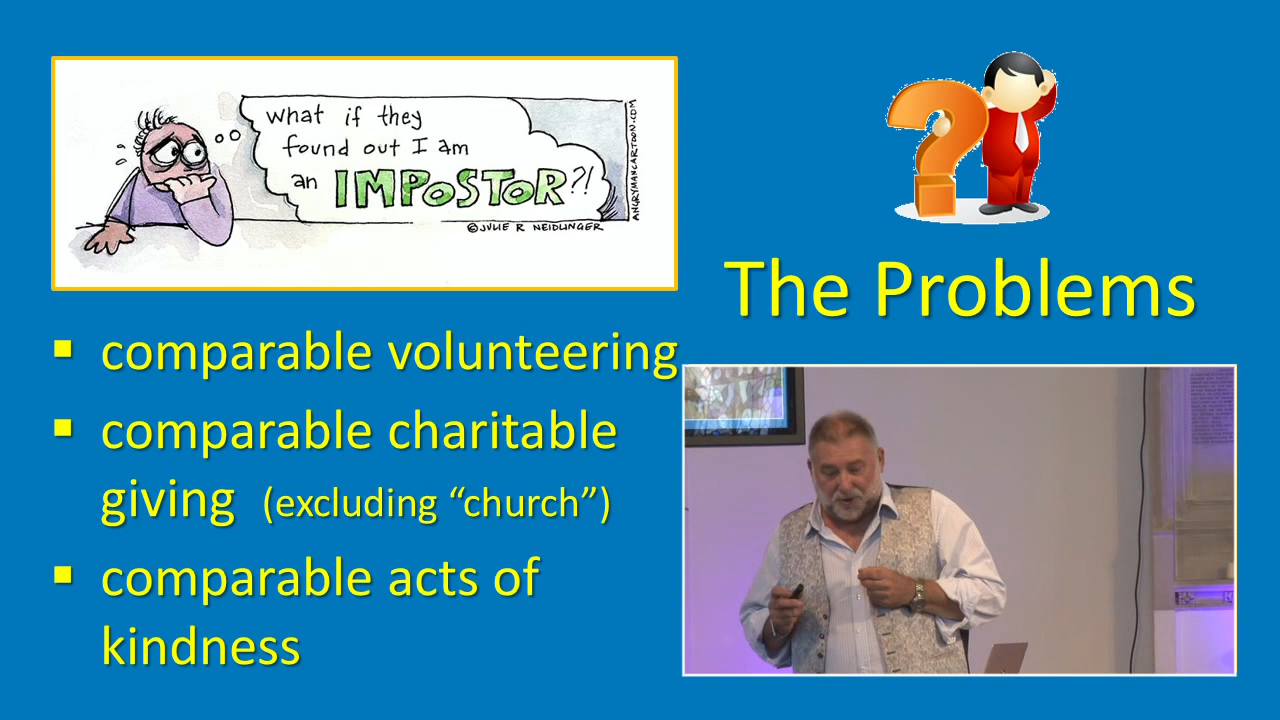 what if they
found out I am
an IMPOSTOR?!
ANGRYMANCARTOON.COM
©JULIE R NEIDLINGER
The Problems
▪ comparable volunteering
▪ comparable charitable
giving (excluding “church”)
▪ comparable acts of
kindness